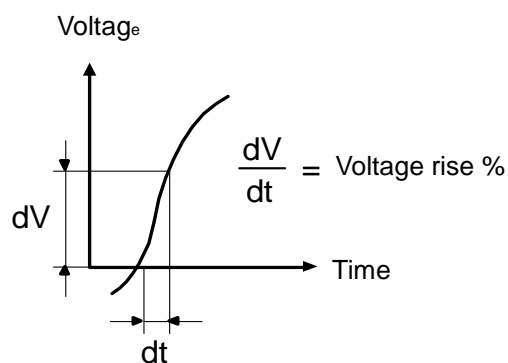 Voltage
dV
dt
= Voltage rise %
dV
Time
dt